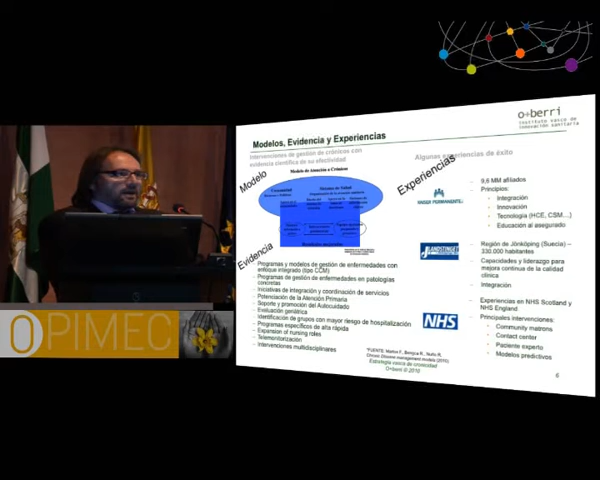 o+berri
instituto vasco de
innovación sanitaria
Modelos, Evidencia y Experiencias
Intervenciones de gestión de crónicos con
evidencia científica de su efectividad
Algunas experiencias de éxito
Modelo
Modelo de Atención a Crónicos
Comunidad
Sistema de Salud
Experiencias
KAISER PERMANENTE
– 9,6 MM afiliados
– Principios:
• Integración
• Innovación
• Tecnología (HCE, CSM…)
• Educación al asegurado
Evidencia
– Programas y modelos de gestión de enfermedades con
enfoque integrado (tipo CCM)
– Programas de gestión de enfermedades en patologías
concretas
– Iniciativas de integración y coordinación de servicios
– Potenciación de la Atención Primaria
– Soporte y promoción del Autocuidado
– Evaluación geriátrica
– Identificación de grupos con mayor riesgo de hospitalización
– Programas específicos de alta rápida
– Expansion of nursing roles
– Telemonitorización
– Intervenciones multidisciplinares
– Región de Jönköping (Suecia) –
330.000 habitantes
– Capacidades y liderazgo para
mejora continua de la calidad
clínica
– Integración
NHS
– Experiencias en NHS Scotland y
NHS England
– Principales intervenciones:
• Community matrons
• Contact center
• Paciente experto
• Modelos predictivos
Estrategia vasca de cronicidad
O+berri © 2010
6
OPIMEC